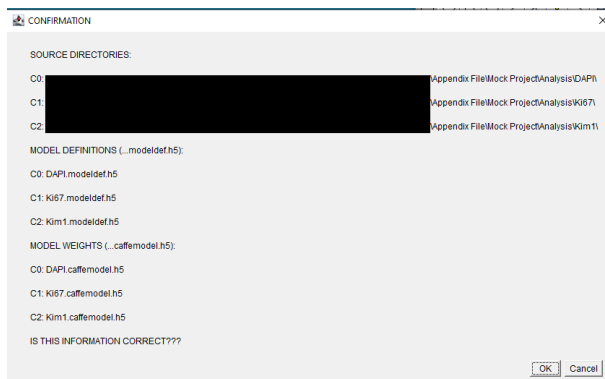 CONFIRMATION
SOURCE DIRECTORIES:
C0: \Appendix File\Mock Project\Analysis\DAPI\
C1: \Appendix File\Mock Project\Analysis\Ki67\
C2: \Appendix File\Mock Project\Analysis\Kim1\
MODEL DEFINITIONS (...modeldef.h5):
C0: DAPI.modeldef.h5
C1: Ki67.modeldef.h5
C2: Kim1.modeldef.h5
MODEL WEIGHTS (...caffemodel.h5):
C0: DAPI.caffemodel.h5
C1: Ki67.caffemodel.h5
C2: Kim1.caffemodel.h5
IS THIS INFORMATION CORRECT???
OK Cancel